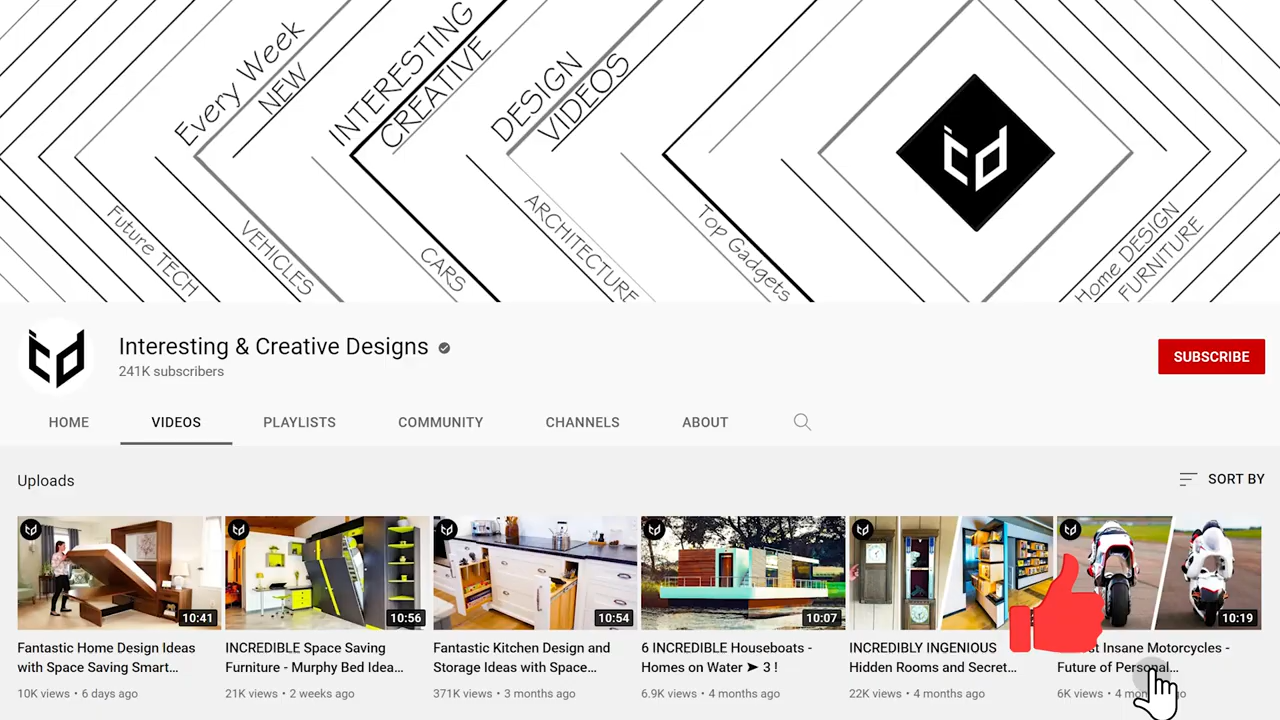 Every Week
NEW
INTERESTING
CREATIVE
DESIGN
VIDEOS
Future TECH
VEHICLES
CARS
ARCHITECTURE
Top Gadgets
Home DESIGN
FURNITURE
Interesting & Creative Designs
241K subscribers
SUBSCRIBE
HOME
VIDEOS
PLAYLISTS
COMMUNITY
CHANNELS
ABOUT
Uploads
SORT BY
10:41
10:56
10:54
10:07
10:19
Fantastic Home Design Ideas
with Space Saving Smart...
10K views • 6 days ago
INCREDIBLE Space Saving
Furniture - Murphy Bed Idea...
21K views • 2 weeks ago
Fantastic Kitchen Design and
Storage Ideas with Space...
371K views • 3 months ago
6 INCREDIBLE Houseboats -
Homes on Water ➤ 3 !
6.9K views • 4 months ago
INCREDIBLY INGENIOUS
Hidden Rooms and Secret...
22K views • 4 months ago
Insane Motorcycles -
Future of Personal...
6K views • 4